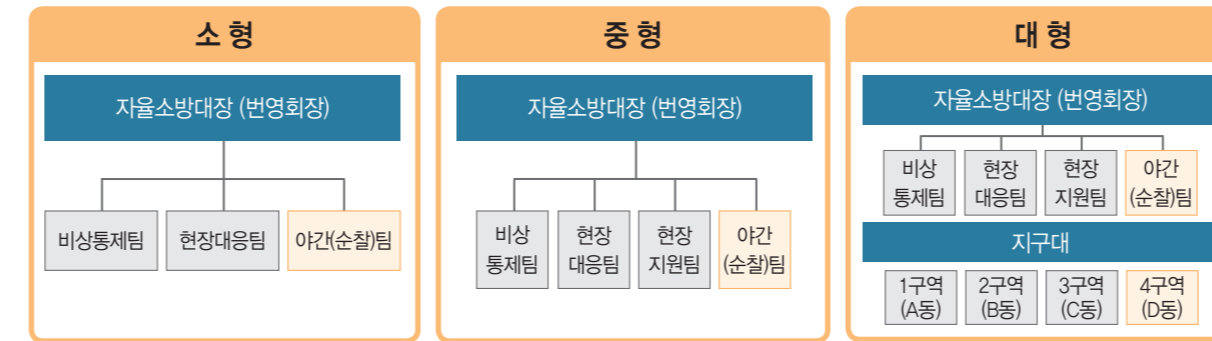 소 형
자율소방대장 (번영회장)
비상통제팀
현장대응팀
야간(순찰)팀
중 형
자율소방대장 (번영회장)
비상
통제팀
현장
대응팀
현장
지원팀
야간
(순찰)팀
대 형
자율소방대장 (번영회장)
비상
통제팀
현장
대응팀
현장
지원팀
야간
(순찰)팀
지구대
1구역
(A동)
2구역
(B동)
3구역
(C동)
4구역
(D동)